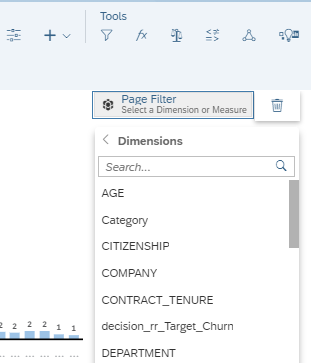 Tools
fx
Page Filter
Select a Dimension or Measure
Dimensions
Search...
AGE
Category
CITIZENSHIP
COMPANY
CONTRACT_TENURE
decision_rr_Target_Churn
DEPARTMENT
2 2 2 2 1 1
... ... ... ... ...